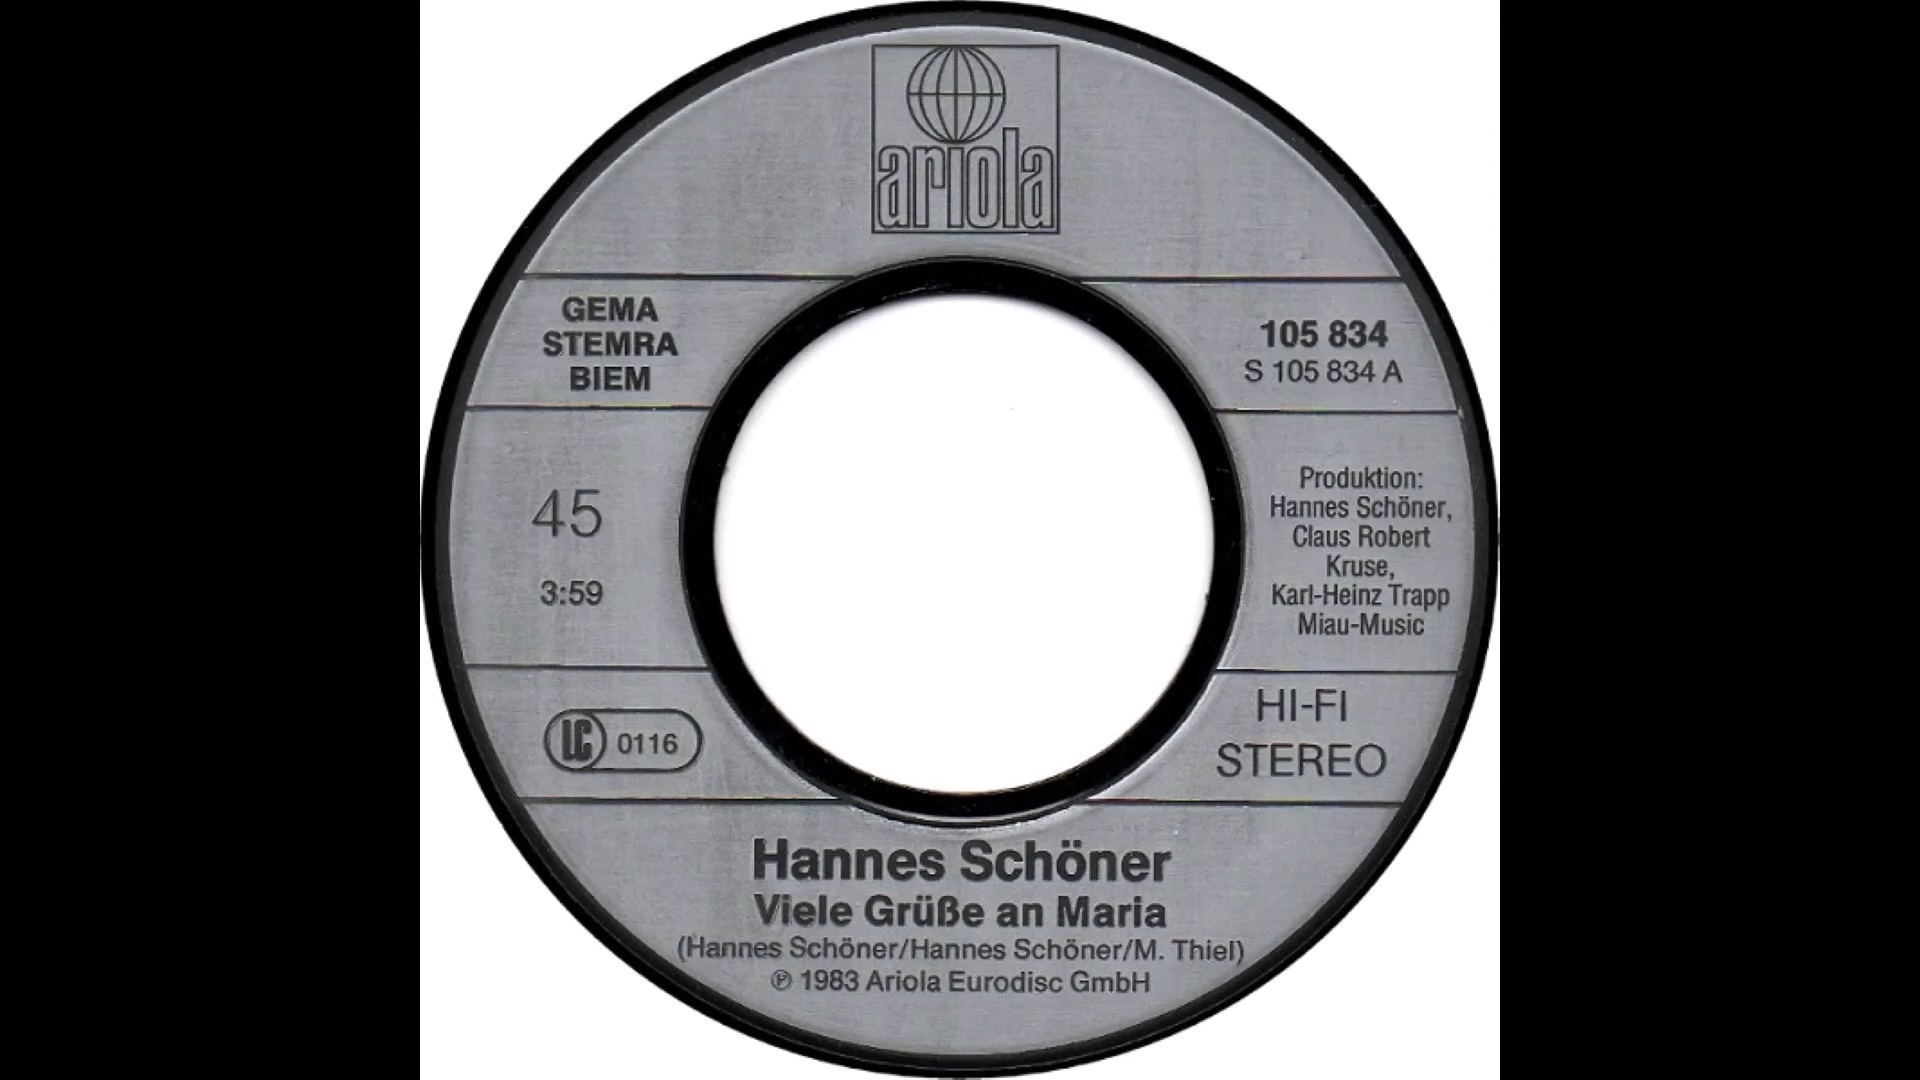 ariola
GEMA
STEMRA
BIEM
105 834
S 105 834 A
45
3:59
Produktion:
Hannes Schöner,
Claus Robert
Kruse,
Karl-Heinz Trapp
Miau-Music
LC 0116
HI-FI
STEREO
Hannes Schöner
Viele Grüße an Maria
(Hannes Schöner/Hannes Schöner/M. Thiel)
℗ 1983 Ariola Eurodisc GmbH